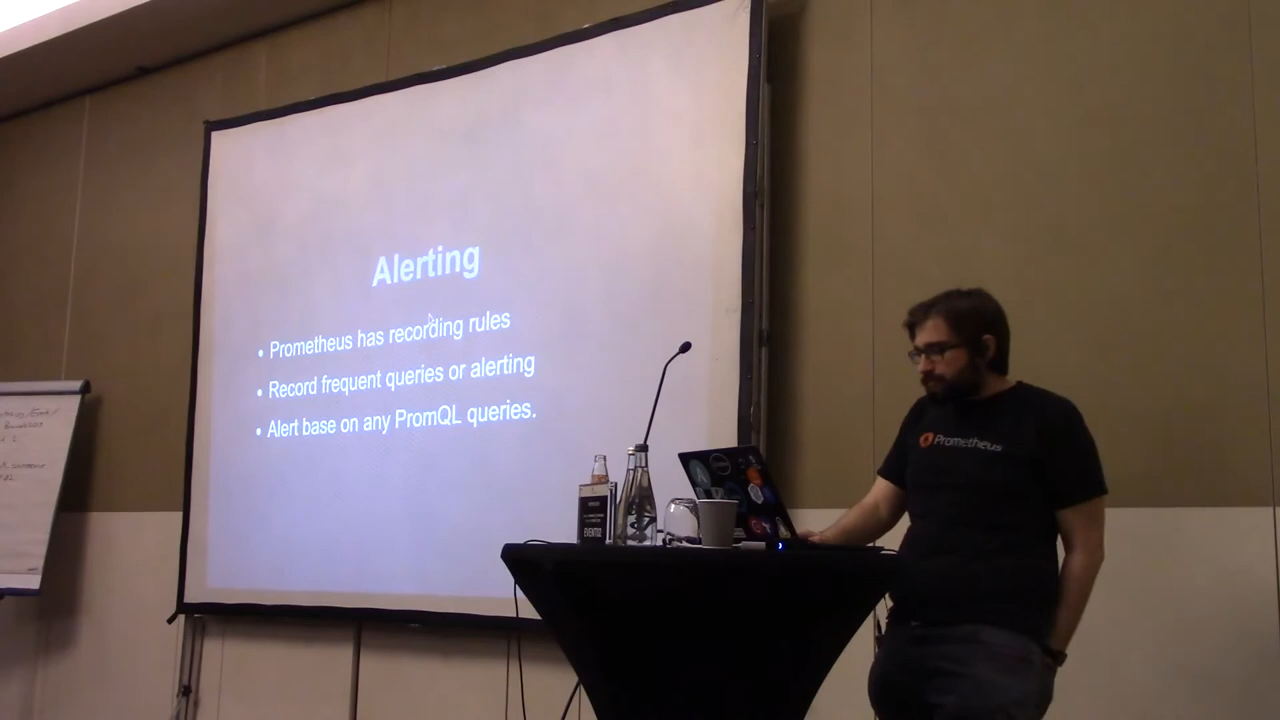 Alerting
Prometheus has recording rules
Record frequent queries or alerting
Alert base on any PromQL queries.
Prometheus